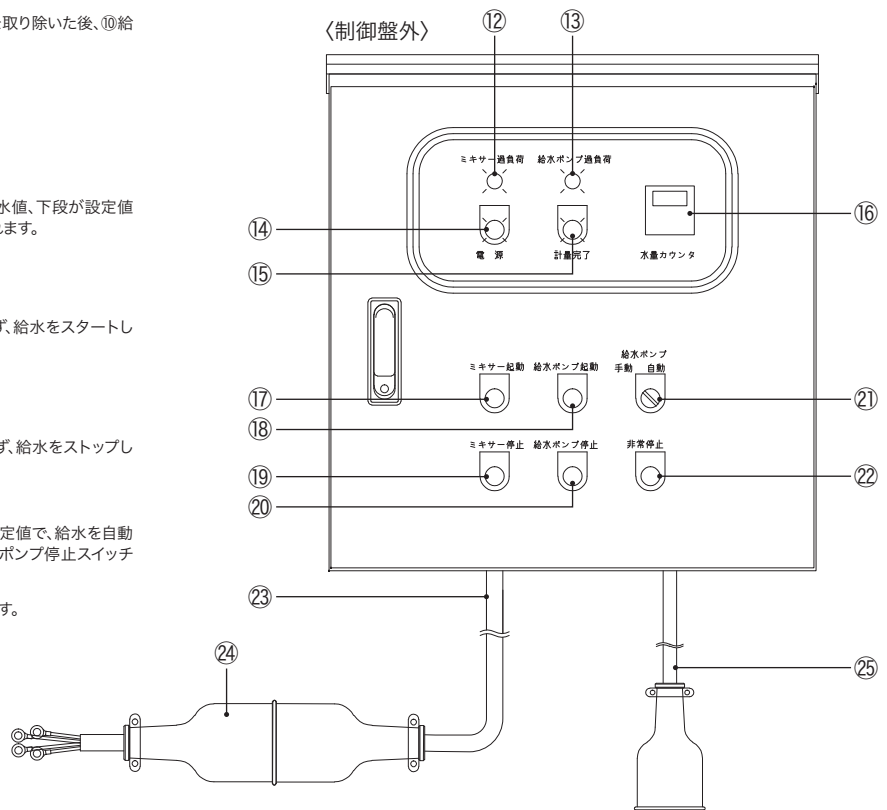 取り除いた後、⑩給
水値、下段が設定値
ます。
ず、給水をスタートし
ず、給水をストップし
定値で、給水を自動
ポンプ停止スイッチ
す。
〈制御盤外〉
⑫
⑬
ミキサー過負荷 給水ポンプ過負荷
⑭
⑮
⑯
電 源
計量完了
水量カウンタ
給水ポンプ
手動 自動
ミキサー起動 給水ポンプ起動
⑰
⑱
㉑
ミキサー停止 給水ポンプ停止 非常停止
⑲
⑳
㉒
㉓
㉔
㉕